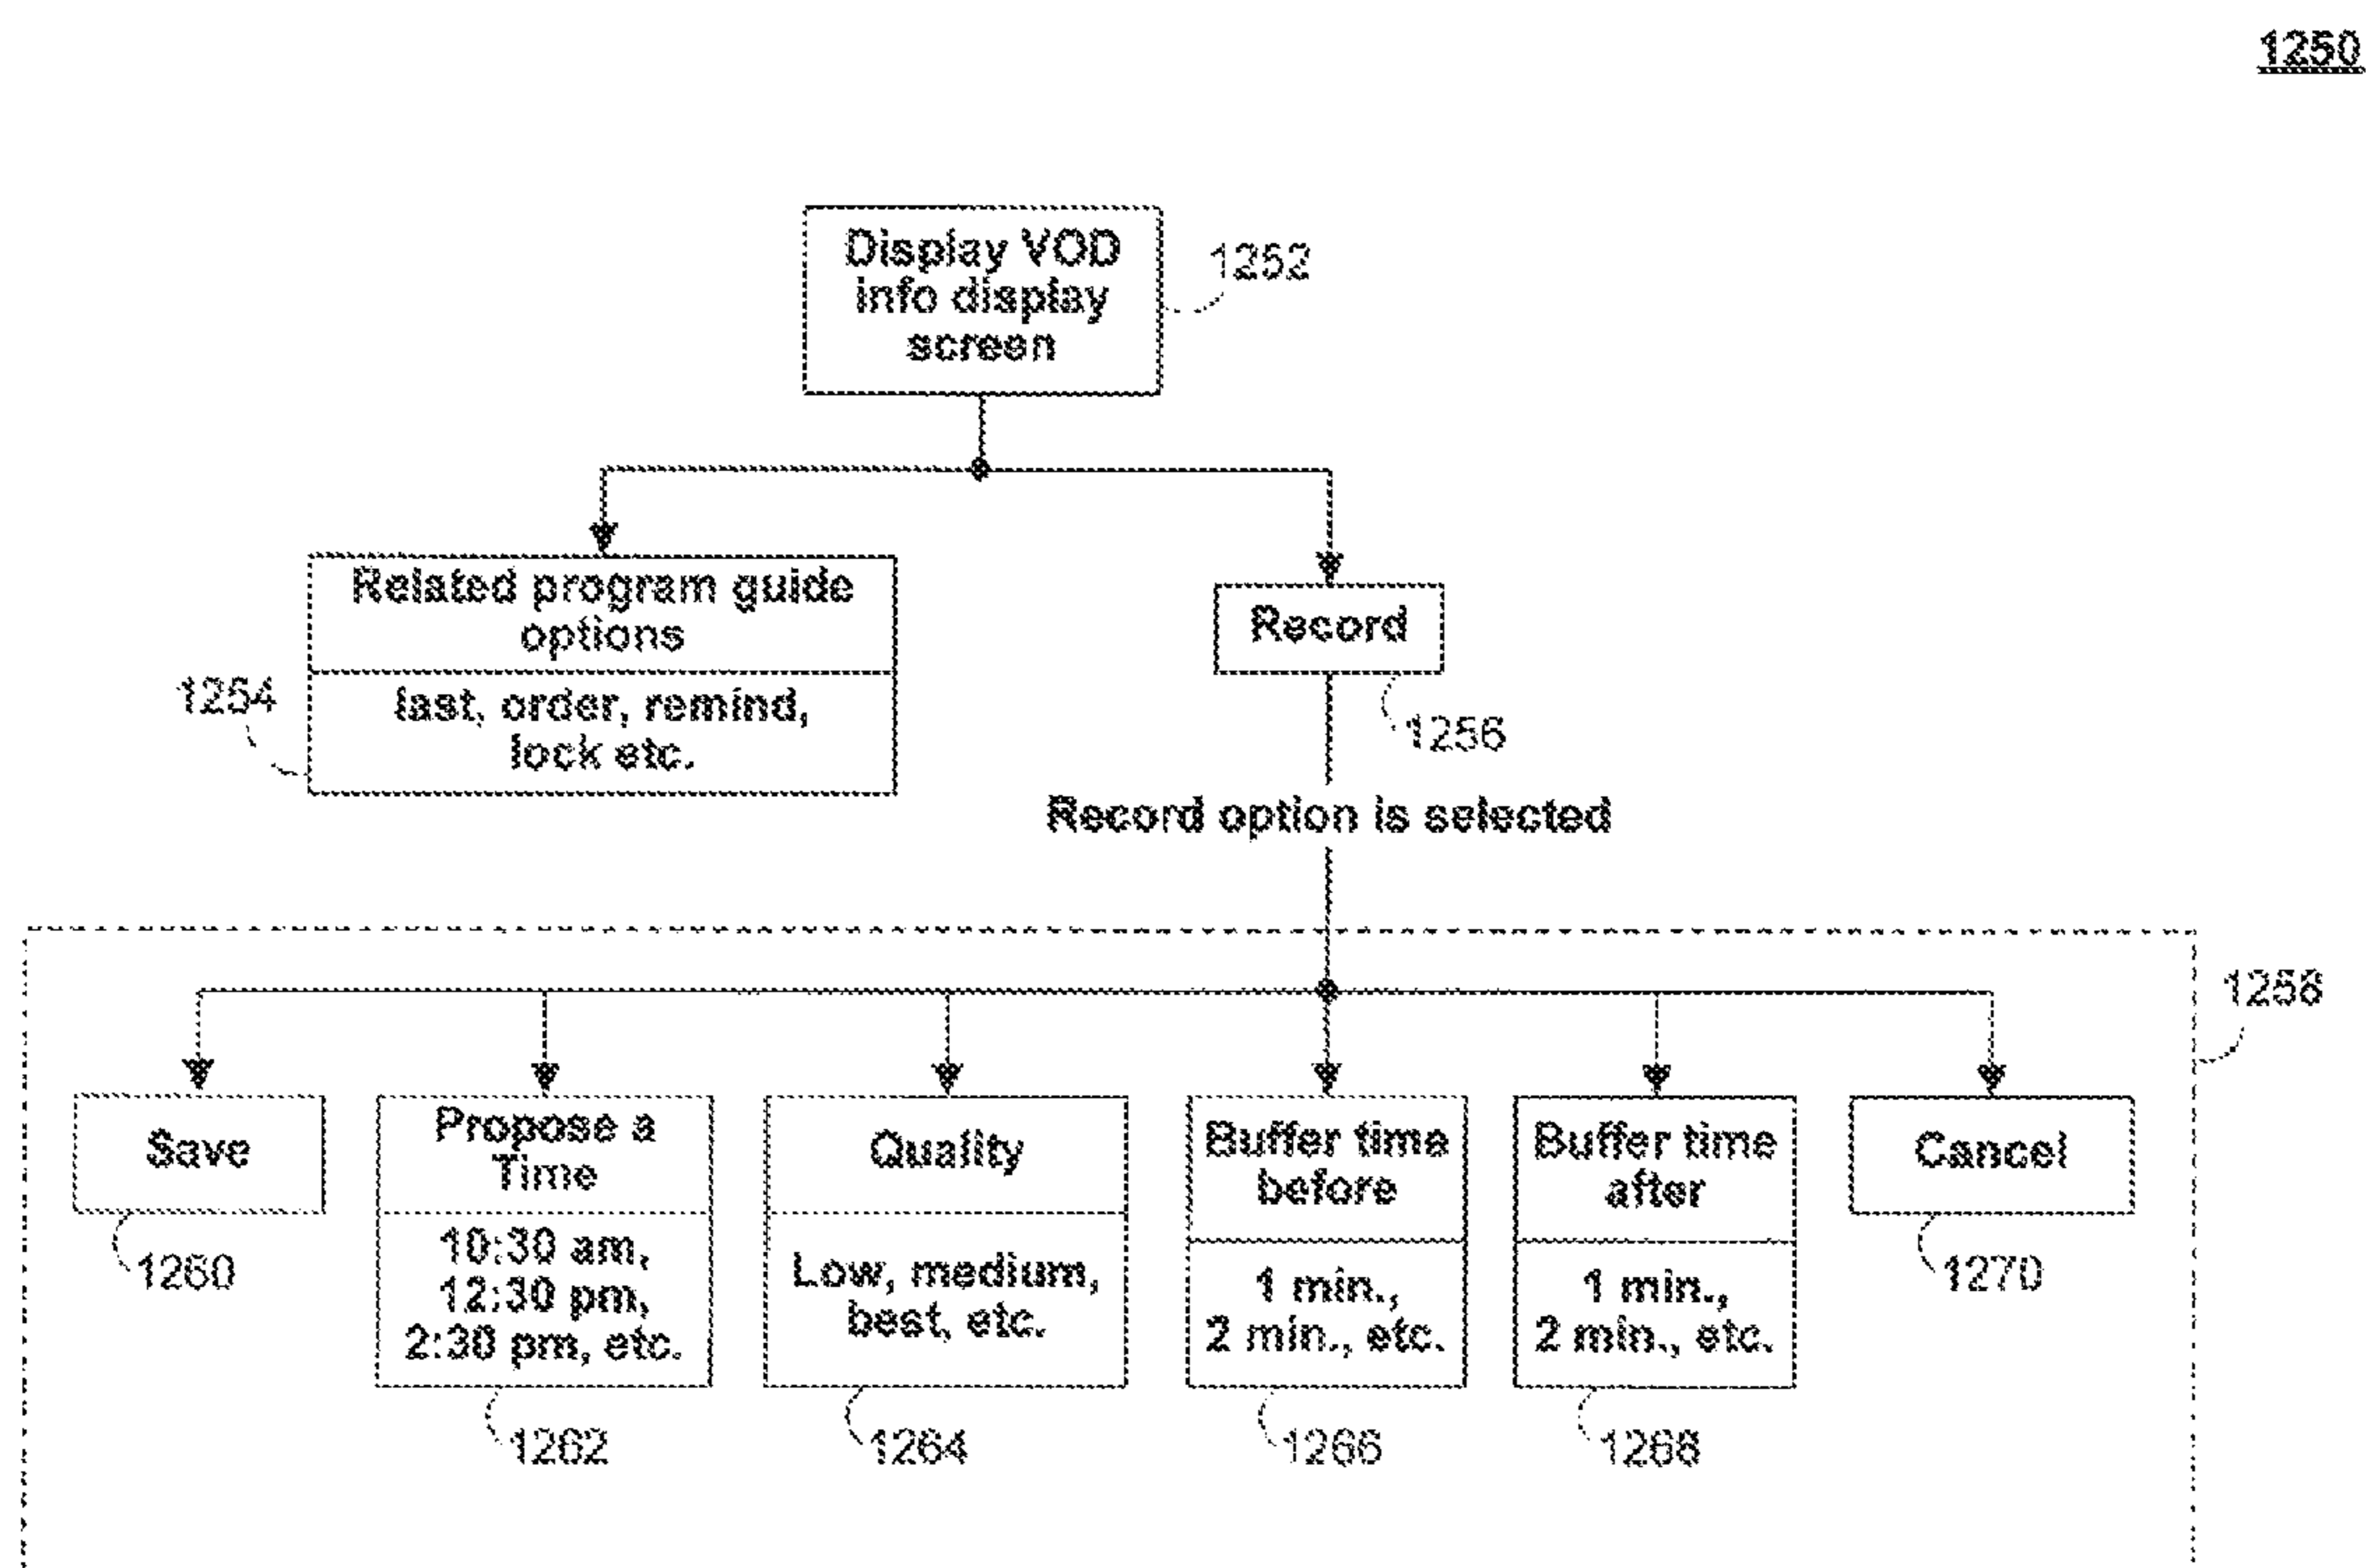 1250
Display VOD
info display
screen
1252
Related program guide
options
last, order, remind,
lock etc.
1254
Record
1256
Record option is selected
1258
Save
1260
Propose a
Time
10:30 am,
12:30 pm,
2:30 pm, etc.
1262
Quality
Low, medium,
best, etc.
1264
Buffer time
before
1 min.,
2 min., etc.
1266
Buffer time
after
1 min.,
2 min., etc.
1268
Cancel
1270